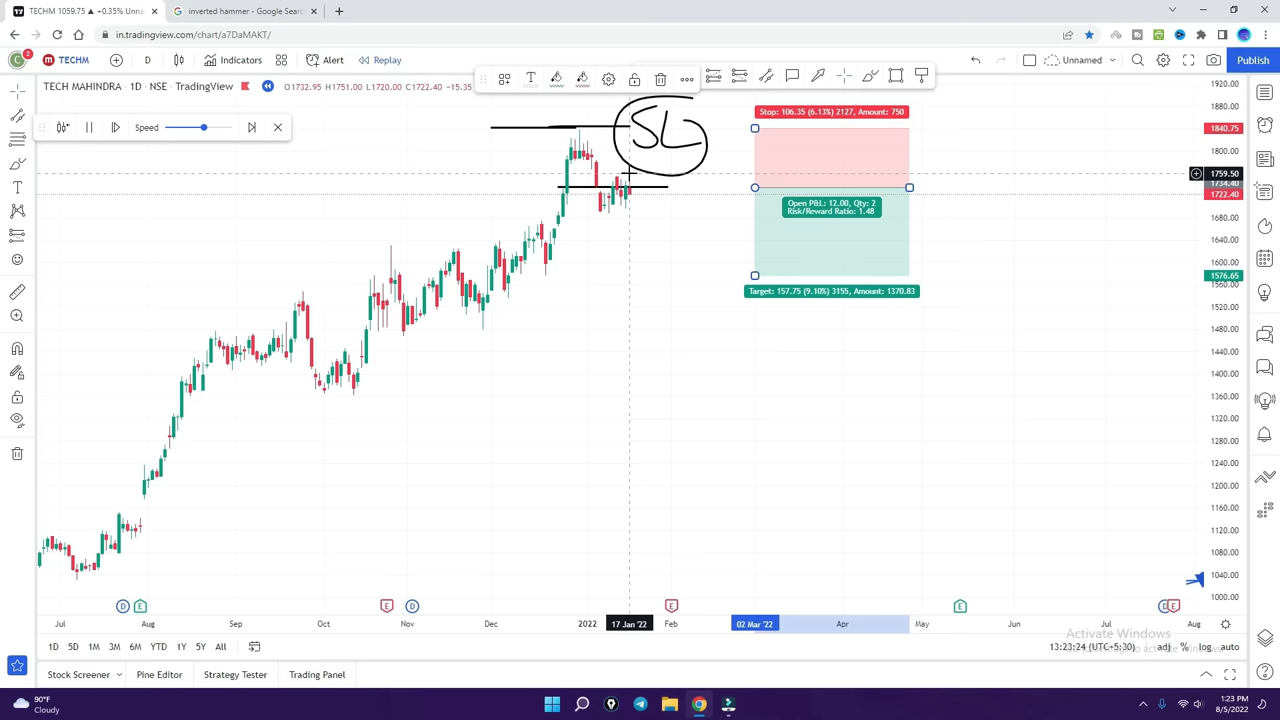 TECHM 1059.75 ▲ +0.35% Unna
inverted hammer - Google Sear
in.tradingview.com/chart/a7DaMAKT/
C 2 TECHM D Indicators Alert Replay Unnamed Publish
TECH MAHINDRA 1D NSE TradingView O1732.95 H1751.00 L1720.50 C1722.40 -15.35
Speed
SL
Stop: 106.35 (6.13%) 2127, Amount: 750
Open P&L: 12.00, Qty: 2
Risk/Reward Ratio: 1.48
Target: 157.75 (9.10%) 3155, Amount: 1370.83
1920.00
1880.00
1840.75
1800.00
1759.50
1734.40
1722.40
1680.00
1640.00
1600.00
1576.65
1560.00
1520.00
1480.00
1440.00
1400.00
1360.00
1320.00
1280.00
1240.00
1200.00
1160.00
1120.00
1080.00
1040.00
1000.00
D E E D E E D E
Jul Aug Sep Oct Nov Dec 2022 17 Jan '22 Feb 02 Mar '22 Apr May Jun Jul Aug
Activate Windows
1D 5D 1M 3M 6M YTD 1Y 5Y All 13:23:24 (UTC+5:30) adj % log auto
Stock Screener Pine Editor Strategy Tester Trading Panel
90°F
Cloudy
1:23 PM
8/5/2022